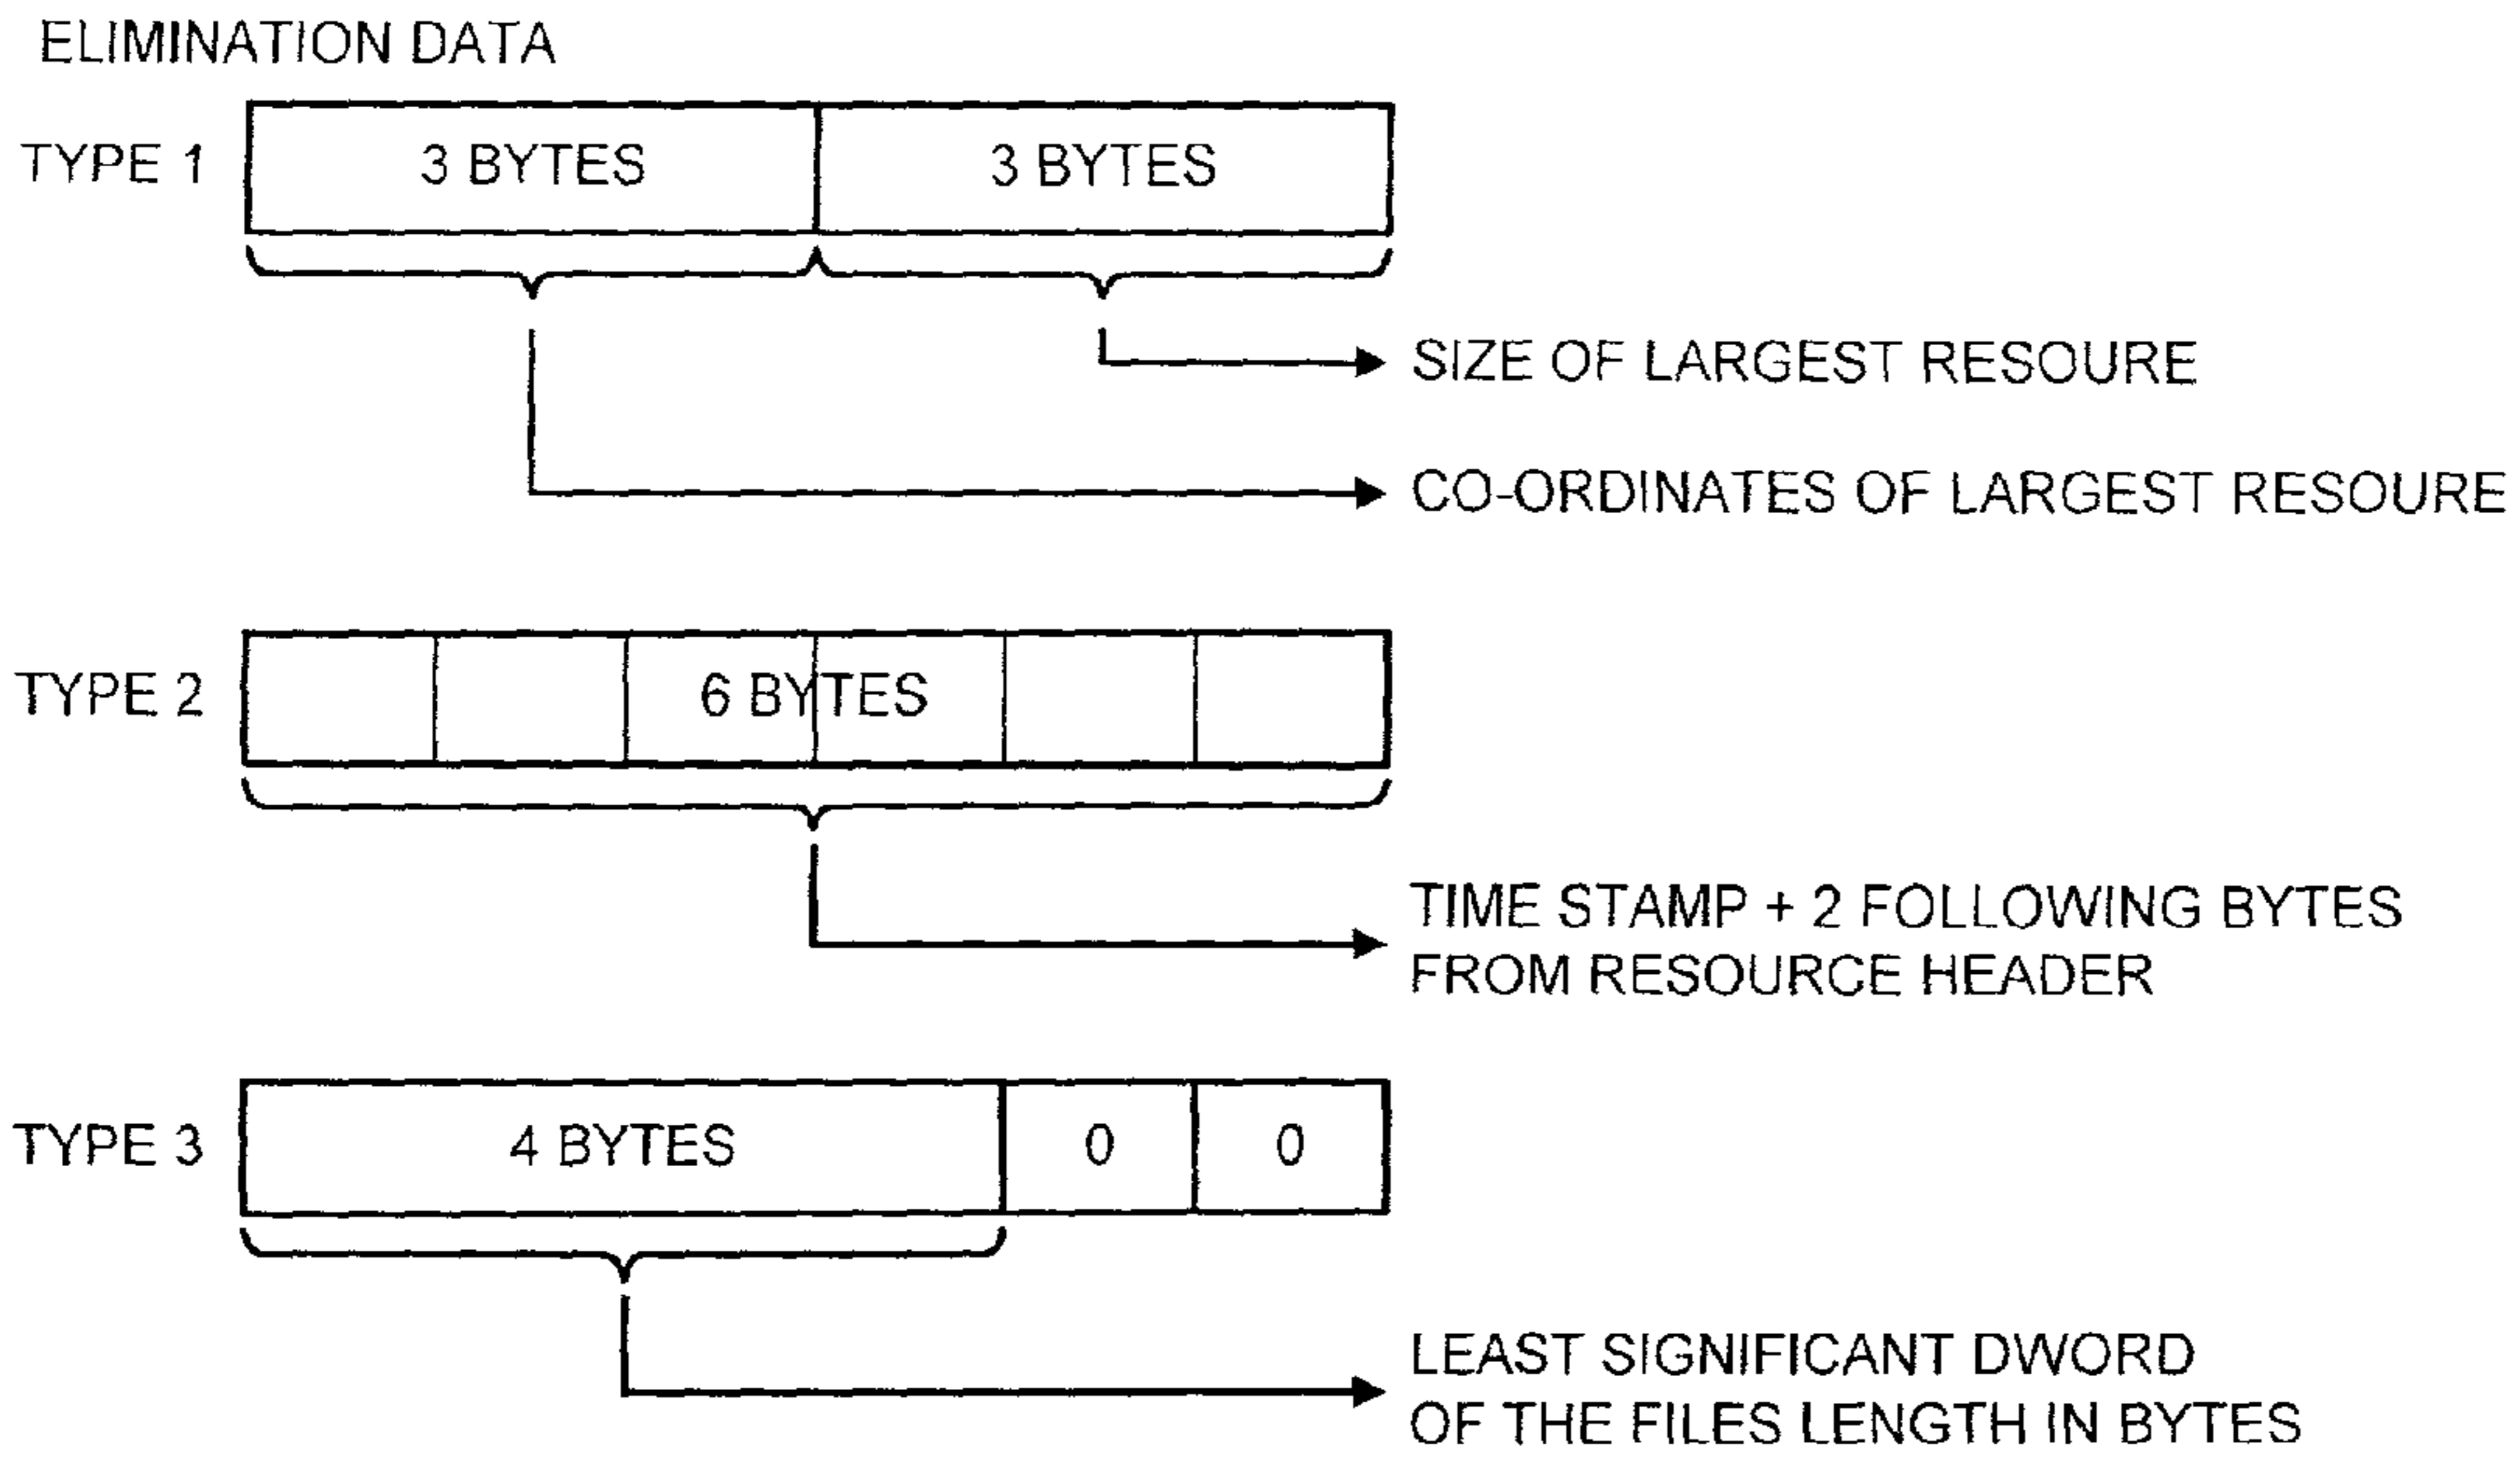 ELIMINATION DATA
TYPE 1
3 BYTES
3 BYTES
SIZE OF LARGEST RESOURE
CO-ORDINATES OF LARGEST RESOURE
TYPE 2
6 BYTES
TIME STAMP + 2 FOLLOWING BYTES
FROM RESOURCE HEADER
TYPE 3
4 BYTES
0
0
LEAST SIGNIFICANT DWORD
OF THE FILES LENGTH IN BYTES